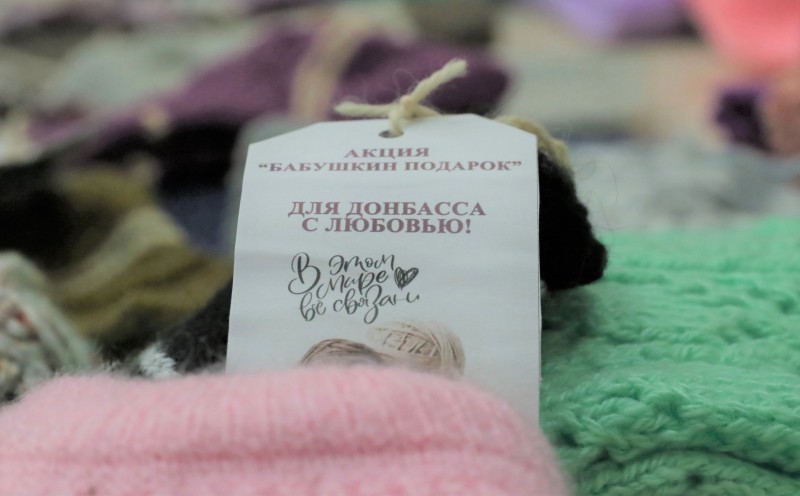 АКЦИЯ
“БАБУШКИН ПОДАРОК”
ДЛЯ ДОНБАССА
С ЛЮБОВЬЮ!
В этом
мире
все связаны